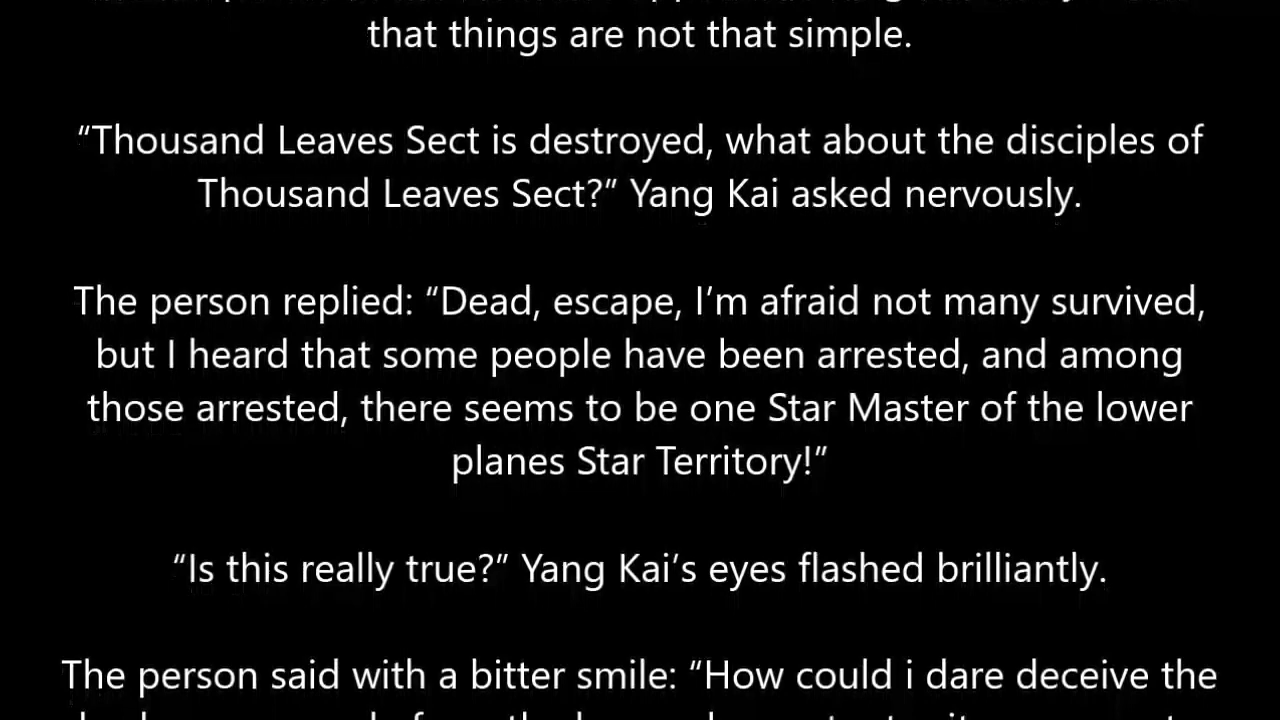 that things are not that simple.
“Thousand Leaves Sect is destroyed, what about the disciples of
Thousand Leaves Sect?” Yang Kai asked nervously.
The person replied: “Dead, escape, I’m afraid not many survived,
but I heard that some people have been arrested, and among
those arrested, there seems to be one Star Master of the lower
planes Star Territory!”
“Is this really true?” Yang Kai’s eyes flashed brilliantly.
The person said with a bitter smile: “How could i dare deceive the